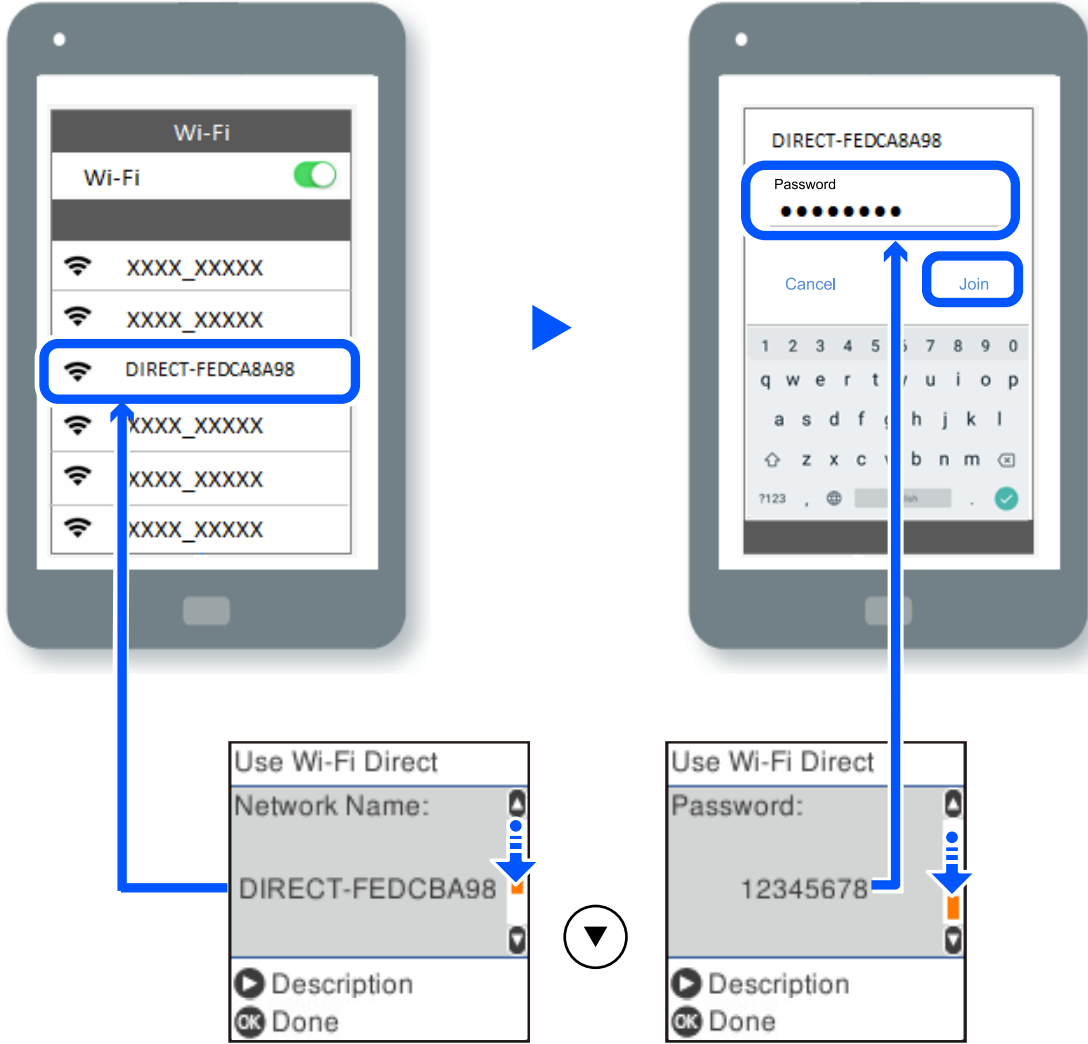 Wi-Fi
Wi-Fi
XXXX_XXXXX
XXXX_XXXXX
DIRECT-FEDCA8A98
XXXX_XXXXX
XXXX_XXXXX
XXXX_XXXXX
DIRECT-FEDCA8A98
Password
Cancel Join
1 2 3 4 5 7 8 9 0
q w e r t u i o p
a s d f h j k l
z x c b n m
?123 , .
Use Wi-Fi Direct
Network Name:
DIRECT-FEDCBA98
Description
OK Done
Use Wi-Fi Direct
Password:
12345678
Description
OK Done